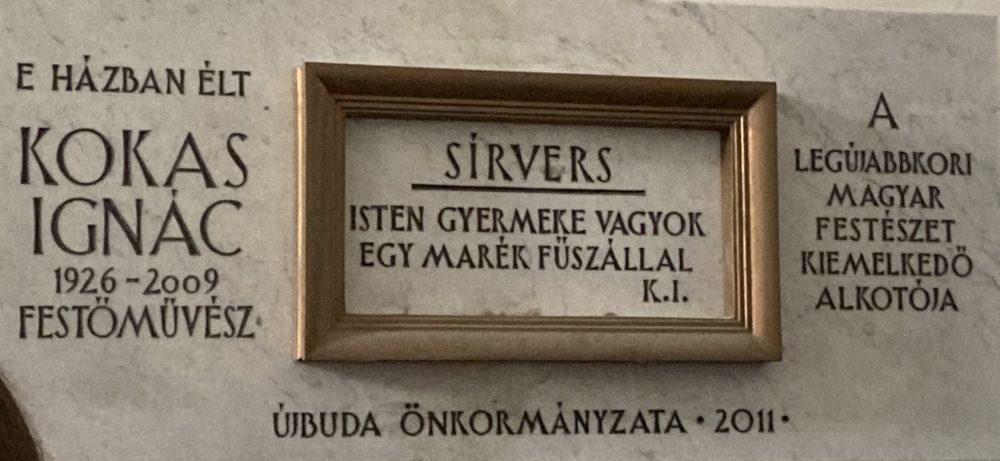 E HÁZBAN ÉLT
KOKAS
IGNÁC
1926-2009
FESTŐMŰVÉSZ
SÍRVERS
ISTEN GYERMEKE VAGYOK
EGY MARÉK FŰSZÁLLAL
K.I.
A
LEGÚJABBKORI
MAGYAR
FESTÉSZET
KIEMELKEDŐ
ALKOTÓJA
ÚJBUDA ÖNKORMÁNYZATA · 2011 ·